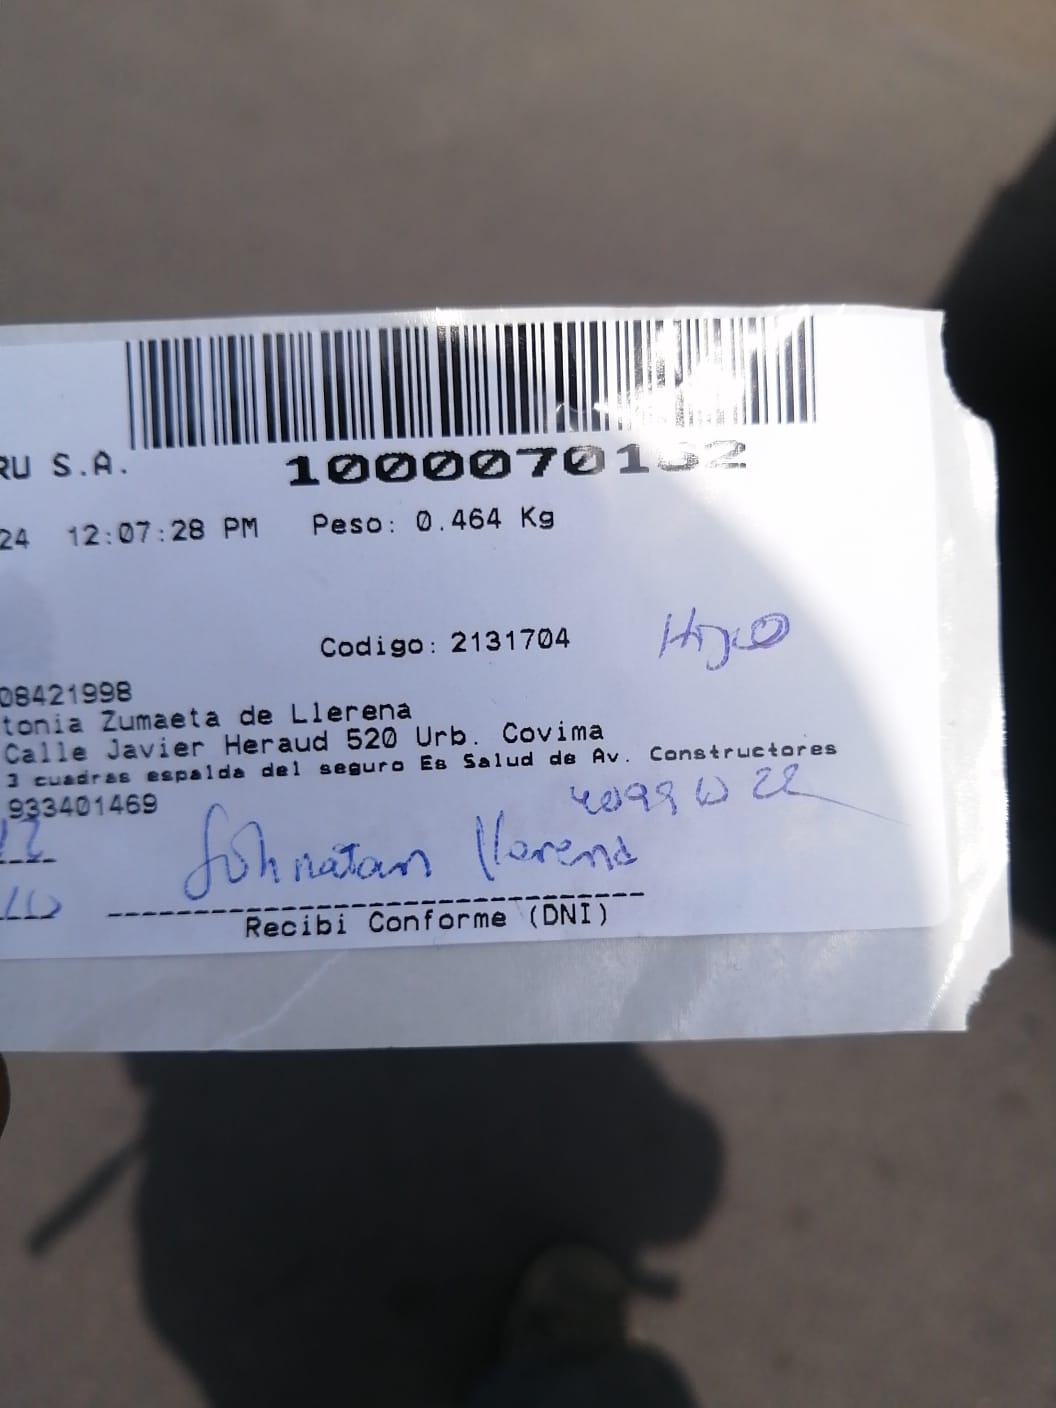 RU S.A.
1000070132
24 12:07:28 PM Peso: 0.464 Kg
Codigo: 2131704
Hijo
08421998
tonia Zumaeta de Llerena
Calle Javier Heraud 520 Urb. Covima
3 cuadras espalda del seguro Es Salud de Av. Constructores
933401469
Johnatan Llerena
Recibi Conforme (DNI)